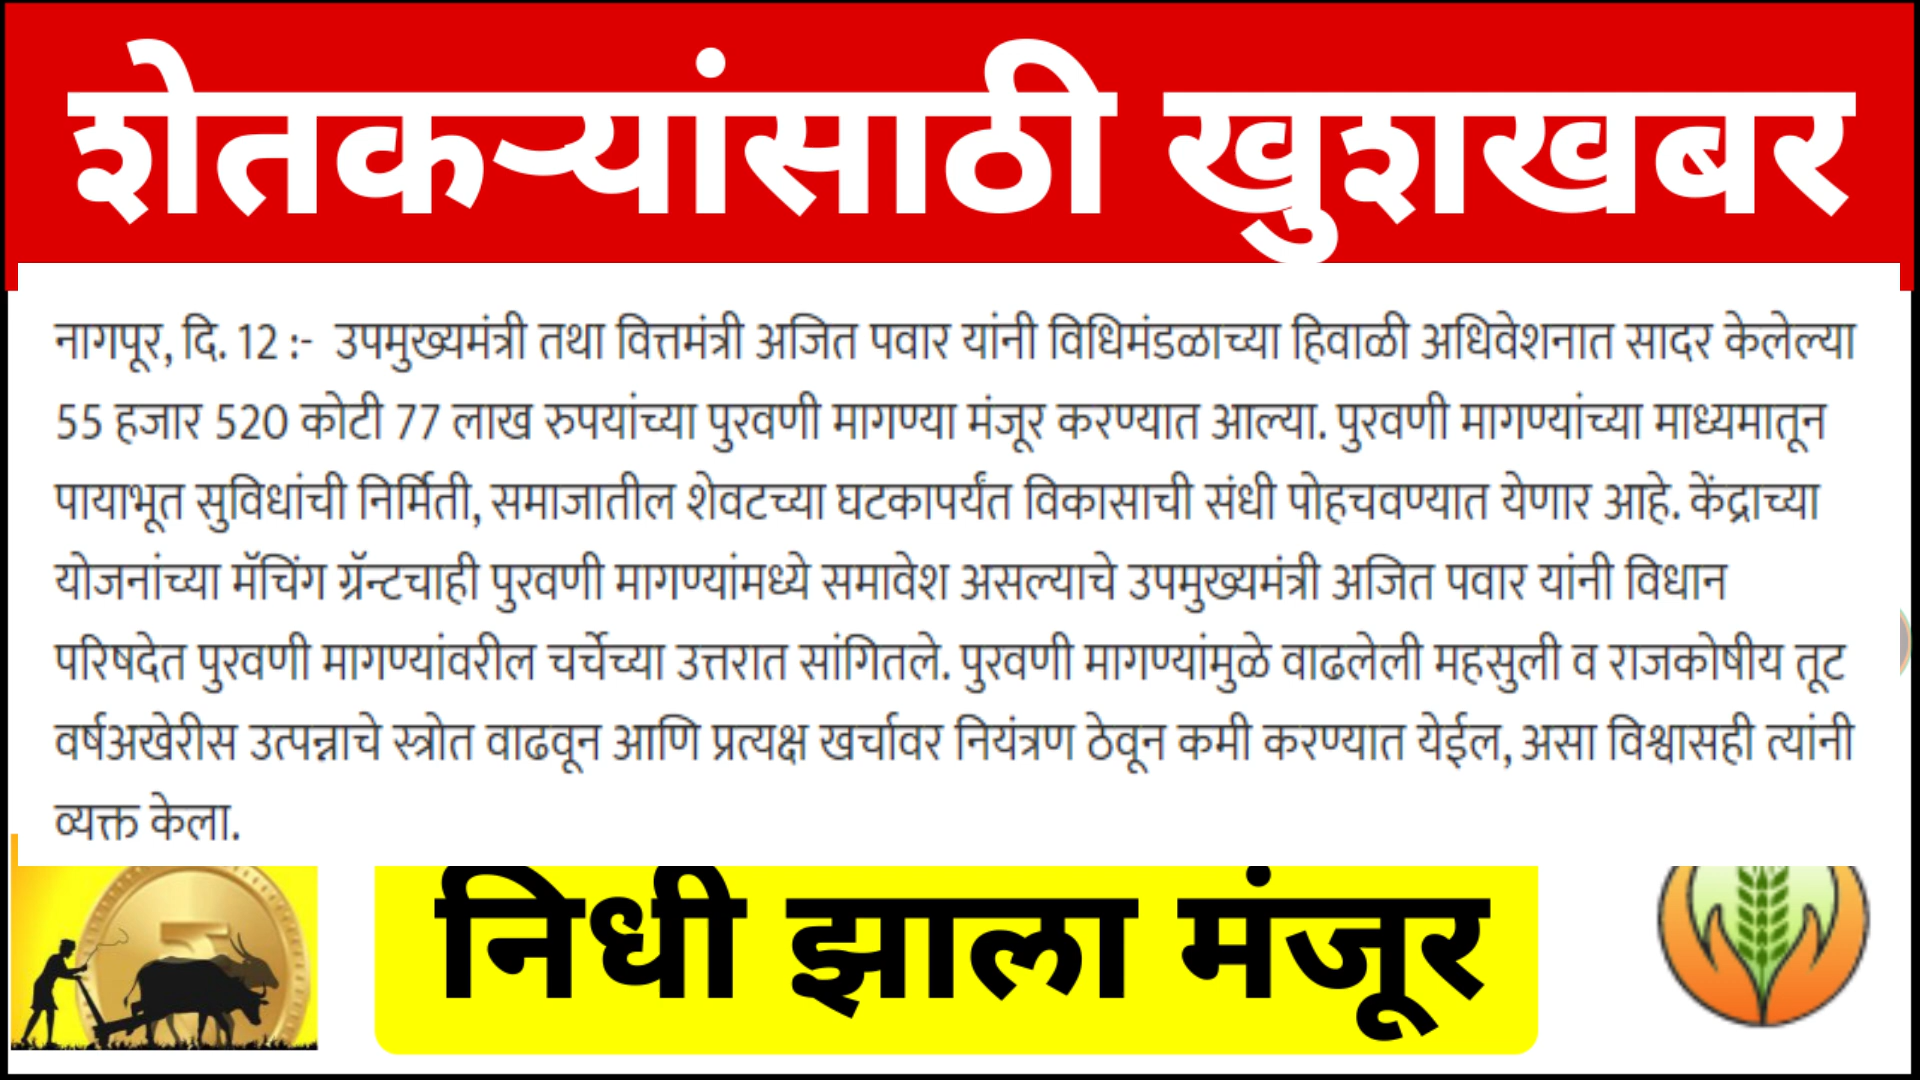 शेतकऱ्यांसाठी खुशखबर
नागपूर, दि. 12 :- उपमुख्यमंत्री तथा वित्तमंत्री अजित पवार यांनी विधिमंडळाच्या हिवाळी अधिवेशनात सादर केलेल्या
55 हजार 520 कोटी 77 लाख रुपयांच्या पुरवणी मागण्या मंजूर करण्यात आल्या. पुरवणी मागण्यांच्या माध्यमातून
पायाभूत सुविधांची निर्मिती, समाजातील शेवटच्या घटकापर्यंत विकासाची संधी पोहचवण्यात येणार आहे. केंद्राच्या
योजनांच्या मॅचिंग ग्रॅन्टचाही पुरवणी मागण्यांमध्ये समावेश असल्याचे उपमुख्यमंत्री अजित पवार यांनी विधान
परिषदेत पुरवणी मागण्यांवरील चर्चेच्या उत्तरात सांगितले. पुरवणी मागण्यांमुळे वाढलेली महसुली व राजकोषीय तूट
वर्षअखेरीस उत्पन्नाचे स्त्रोत वाढवून आणि प्रत्यक्ष खर्चावर नियंत्रण ठेवून कमी करण्यात येईल, असा विश्वासही त्यांनी
व्यक्त केला.
निधी झाला मंजूर